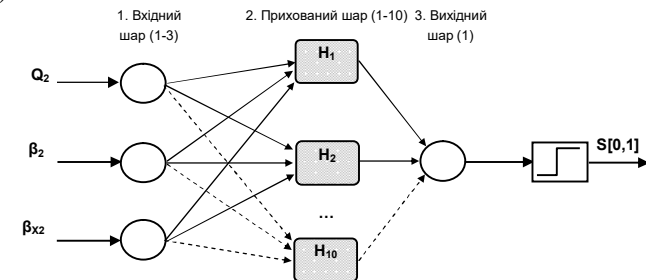 1. Вхідний
шар (1-3)
2. Прихований шар (1-10)
3. Вихідний
шар (1)
Q2
β2
βX2
H1
H2
...
H10
S[0,1]